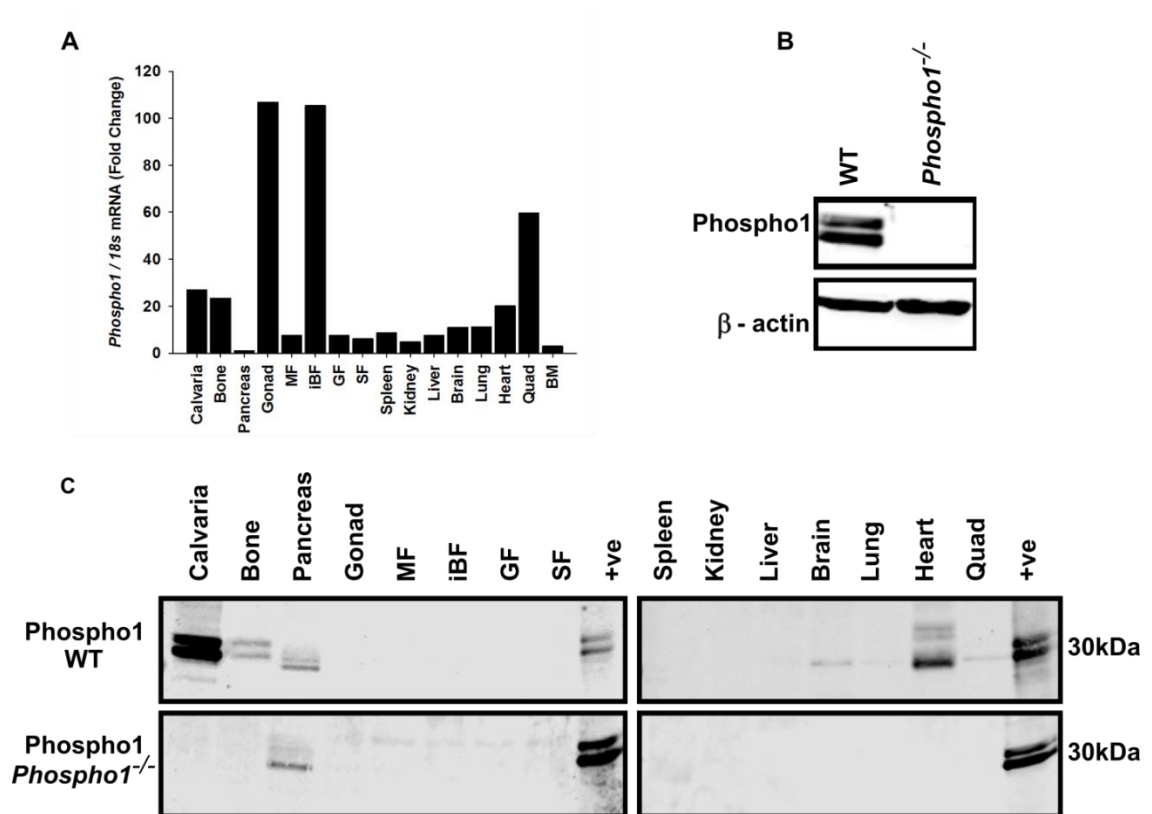 A
Phospho1 / 18s mRNA (Fold Change)
120
100
80
60
40
20
0
Calvaria
Bone
Pancreas
Gonad
MF
iBF
GF
SF
Spleen
Kidney
Liver
Brain
Lung
Heart
Quad
BM
B
WT
Phospho1-/-
Phospho1
β - actin
C
Calvaria
Bone
Pancreas
Gonad
MF
iBF
GF
SF
+ve
Spleen
Kidney
Liver
Brain
Lung
Heart
Quad
+ve
Phospho1
WT
30kDa
Phospho1
Phospho1-/-
30kDa